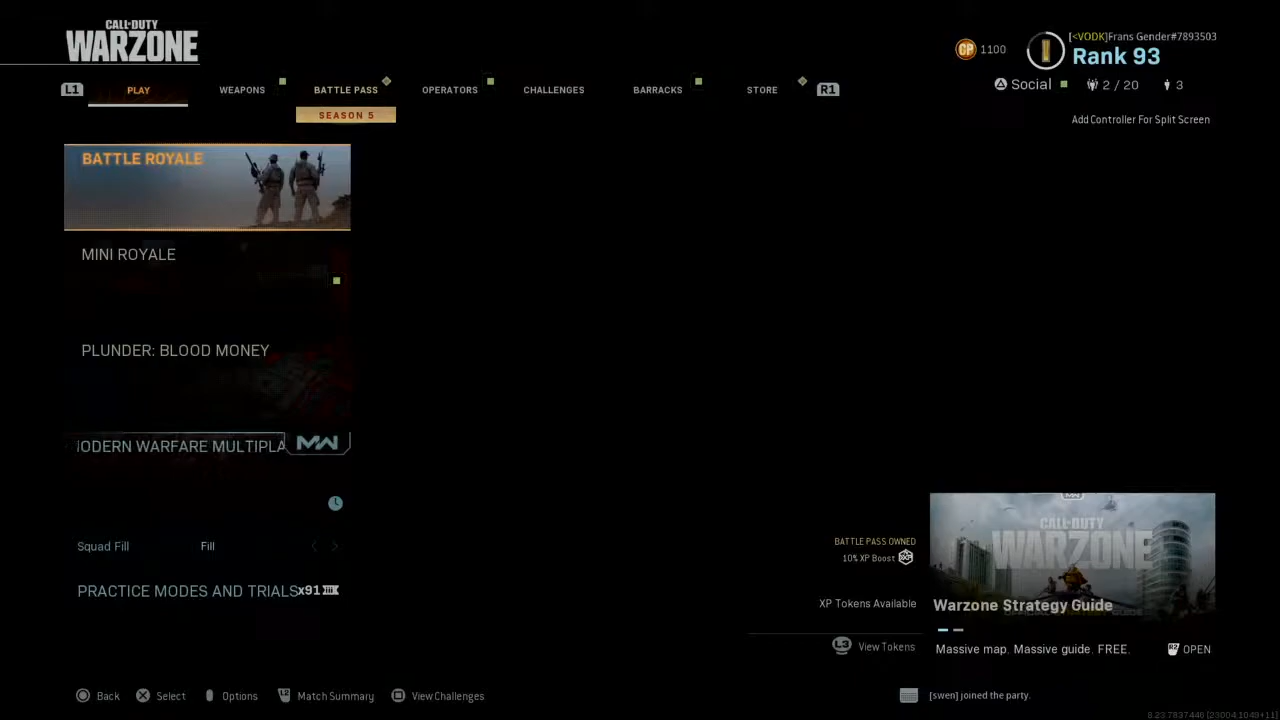 CALL·DUTY
WARZONE
CP 1100
[<VODK]Frans Gender#7893503
Rank 93
Social
2 / 20
3
Add Controller For Split Screen
L1
PLAY
WEAPONS
BATTLE PASS
OPERATORS
CHALLENGES
BARRACKS
STORE
R1
SEASON 5
BATTLE ROYALE
MINI ROYALE
PLUNDER: BLOOD MONEY
ODERN WARFARE MULTIPLA
MW
Squad Fill Fill
PRACTICE MODES AND TRIALS x91
BATTLE PASS OWNED
10% XP Boost
XP Tokens Available
L3 View Tokens
CALL·DUTY
WARZONE
Warzone Strategy Guide
Massive map. Massive guide. FREE.
R2 OPEN
Back
Select
Options
L2 Match Summary
View Challenges
[swen] joined the party.